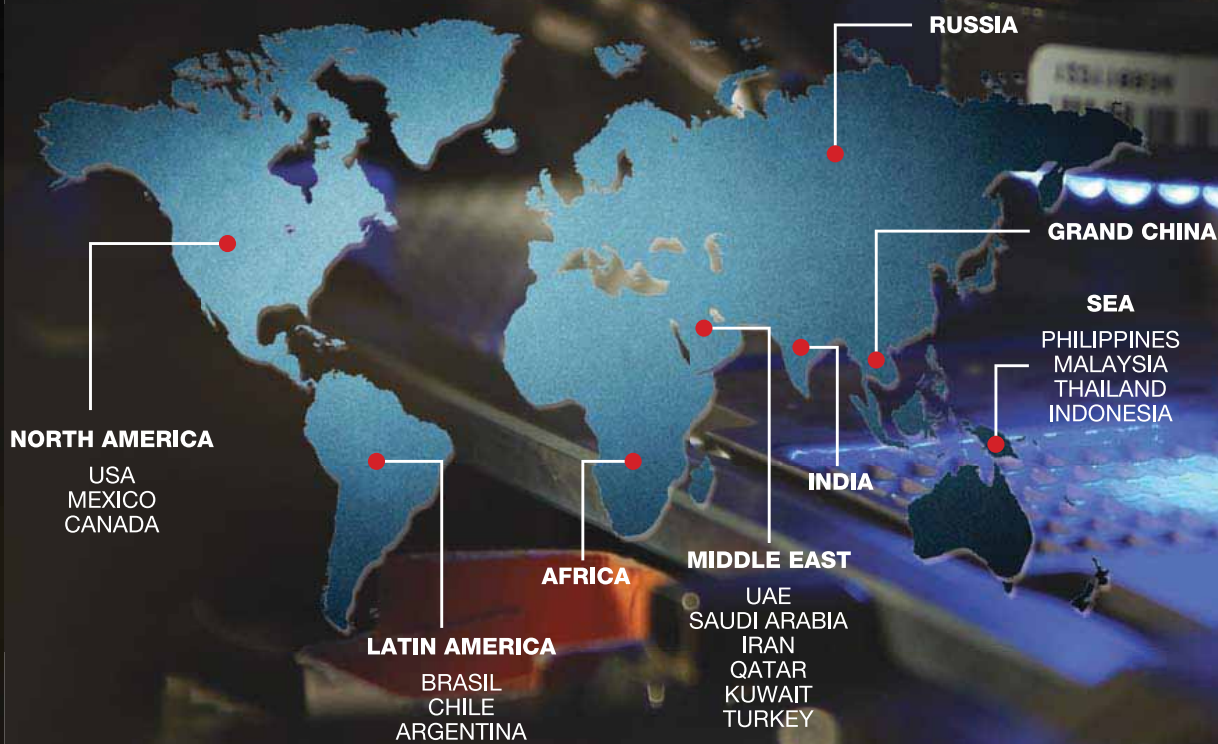 RUSSIA
GRAND CHINA
SEA
PHILIPPINES
MALAYSIA
THAILAND
INDONESIA
NORTH AMERICA
USA
MEXICO
CANADA
INDIA
AFRICA
MIDDLE EAST
UAE
SAUDI ARABIA
IRAN
QATAR
KUWAIT
TURKEY
LATIN AMERICA
BRASIL
CHILE
ARGENTINA